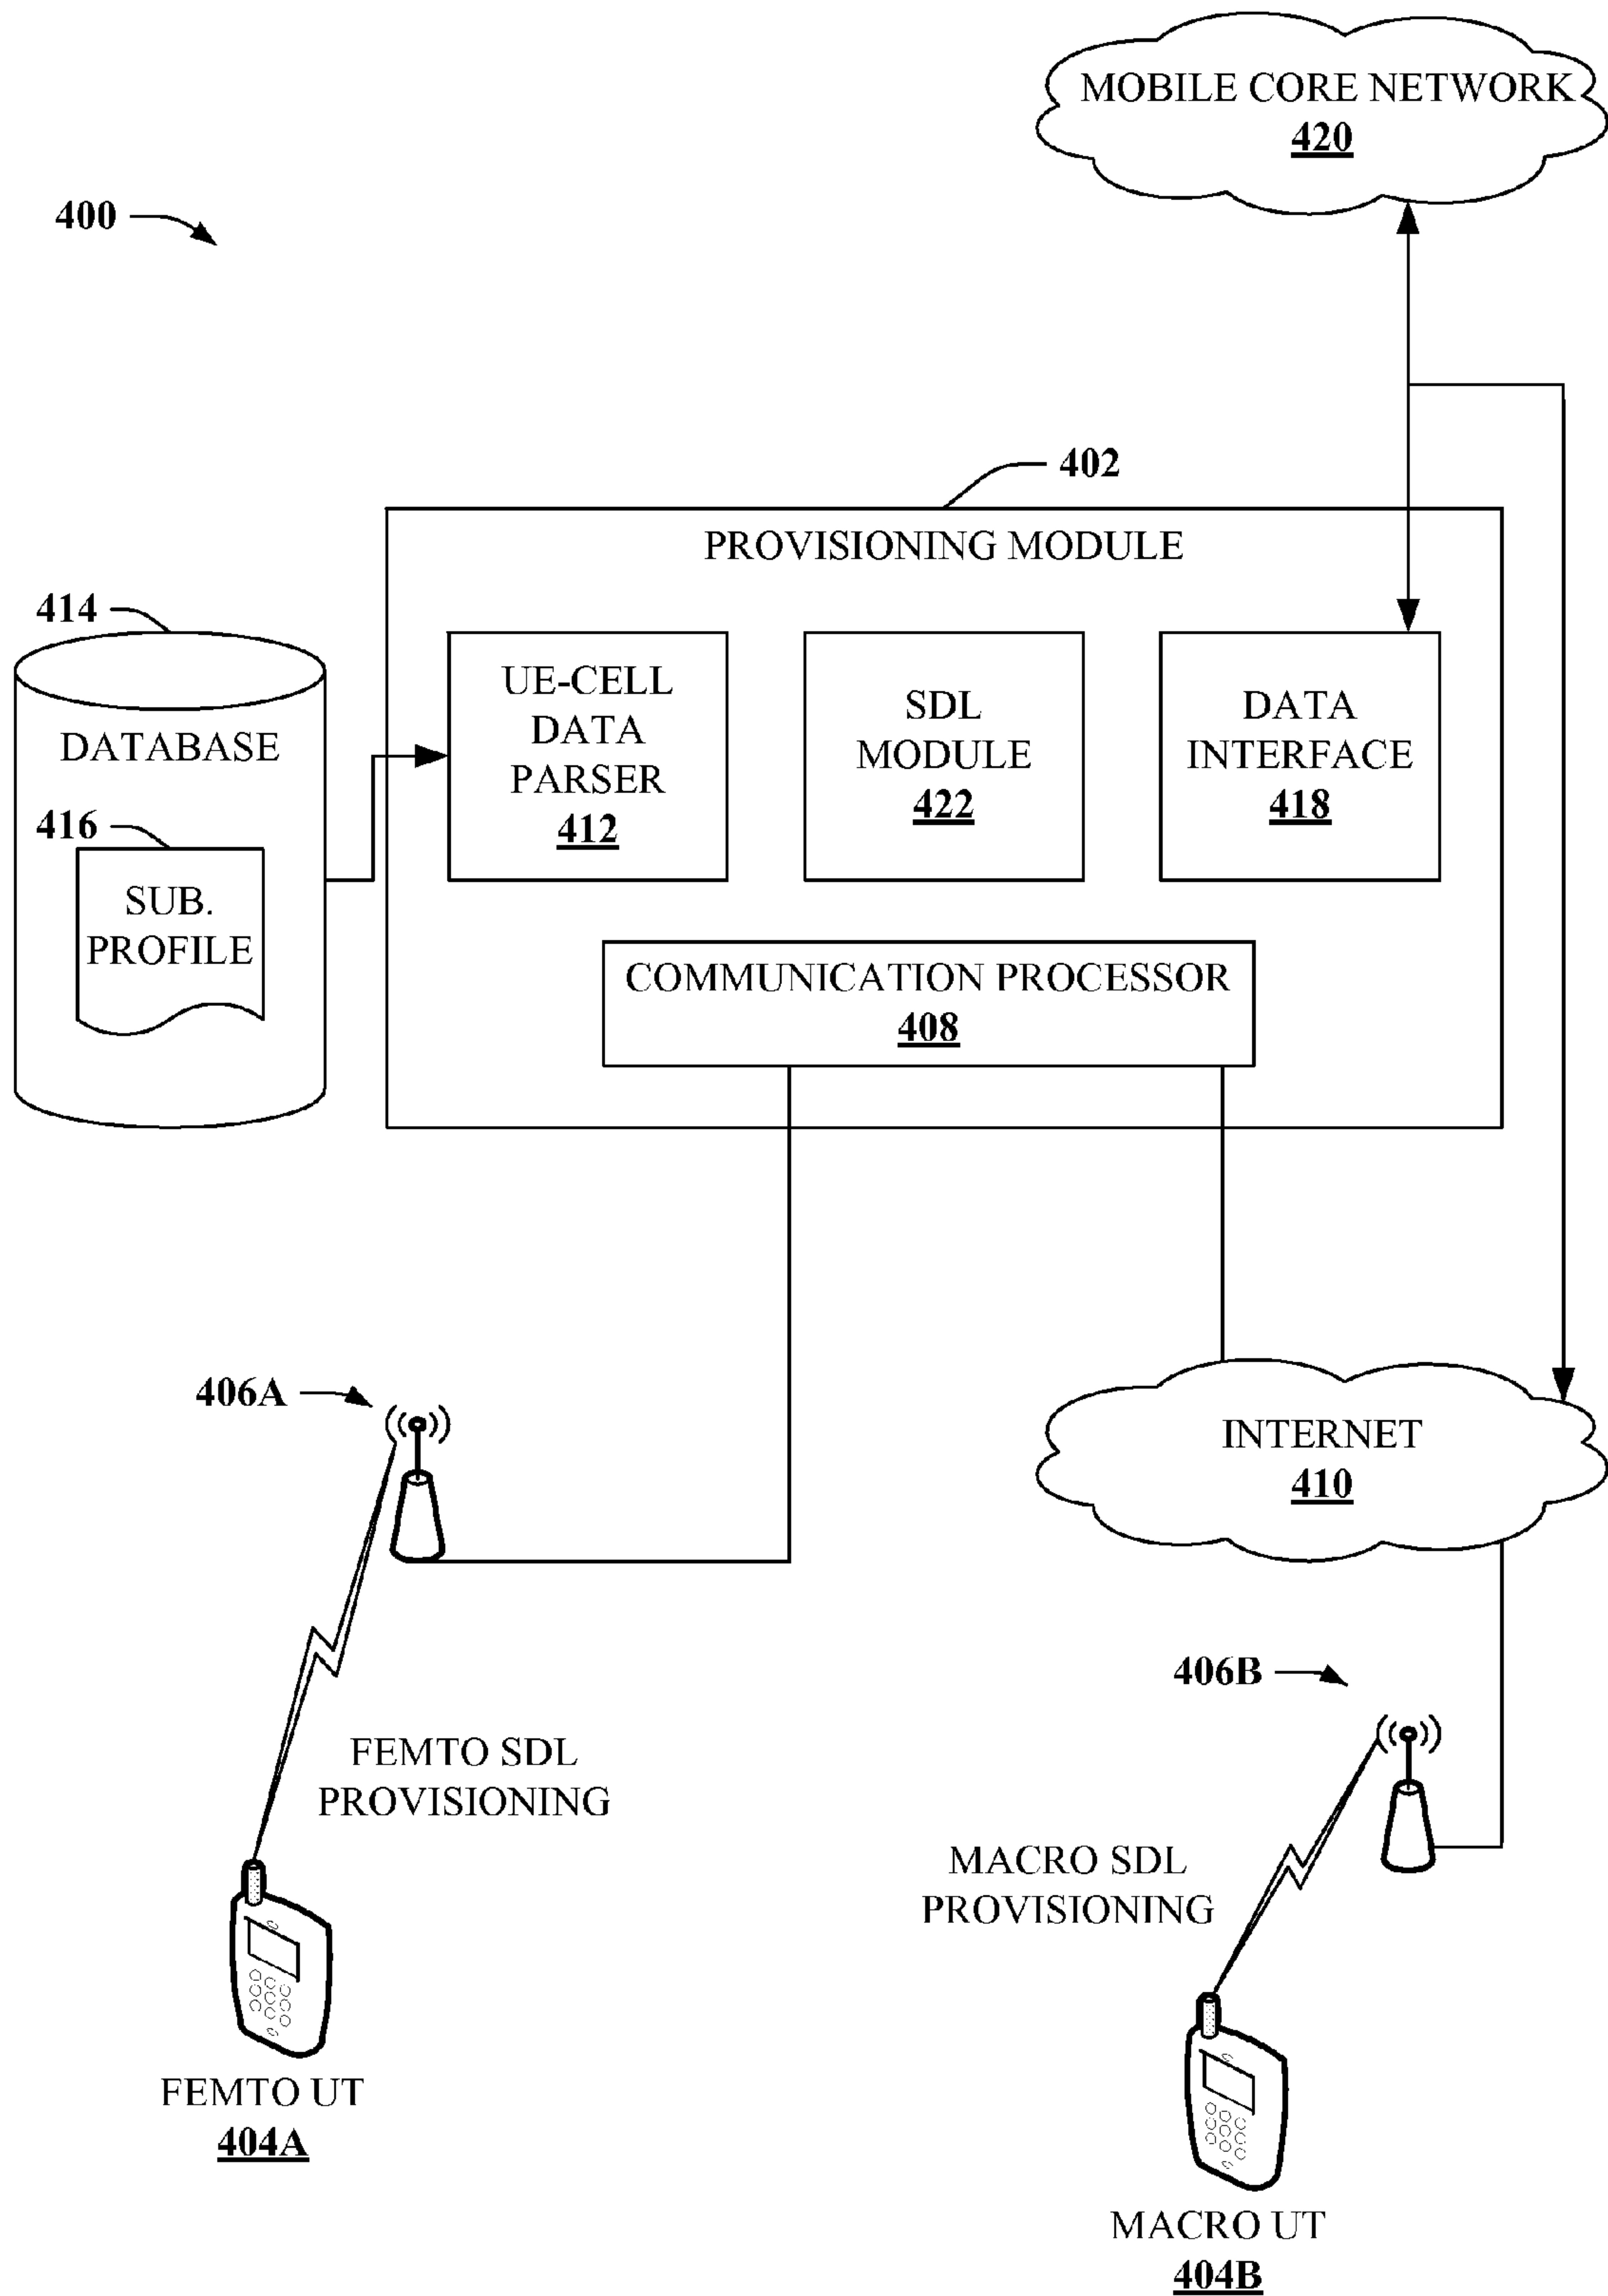 MOBILE CORE NETWORK
420
400
402
PROVISIONING MODULE
414
DATABASE
416
SUB.
PROFILE
UE-CELL
DATA
PARSER
412
SDL
MODULE
422
DATA
INTERFACE
418
COMMUNICATION PROCESSOR
408
406A
INTERNET
410
406B
FEMTO SDL
PROVISIONING
MACRO SDL
PROVISIONING
FEMTO UT
404A
MACRO UT
404B